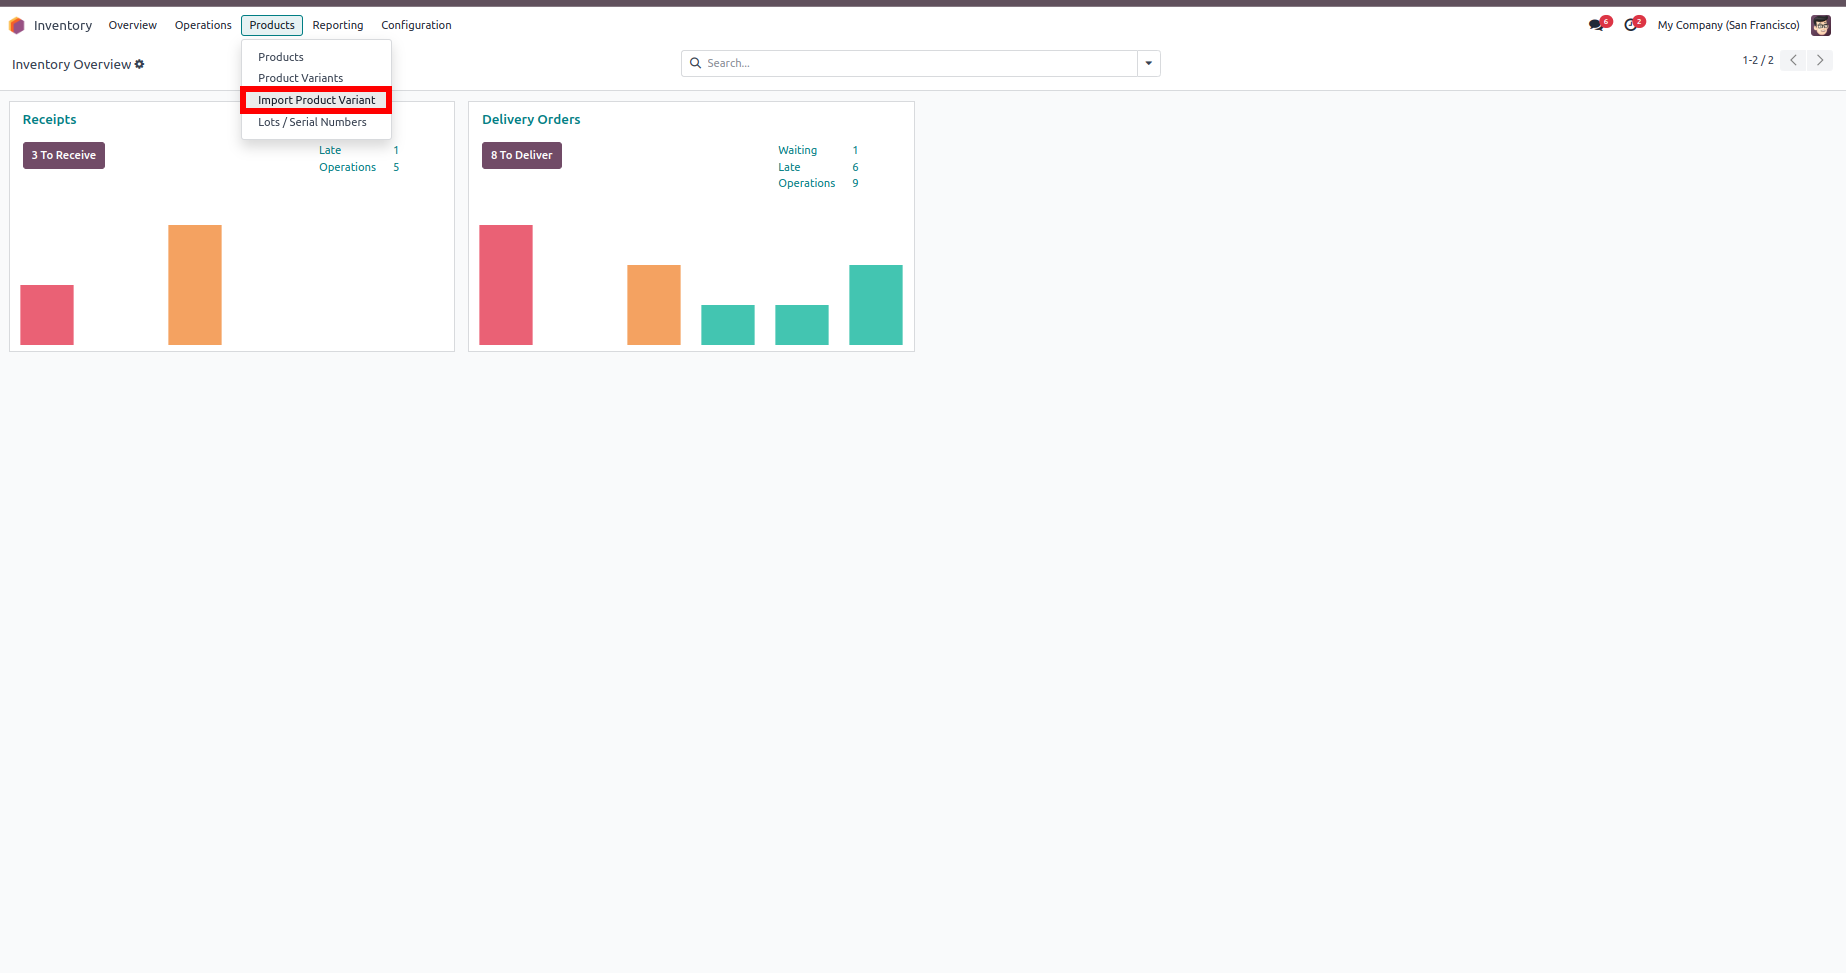 Inventory Overview Operations Products Reporting Configuration 6 2 My Company (San Francisco)
Inventory Overview Search... 1-2 / 2
Products
Product Variants
Import Product Variant
Lots / Serial Numbers
Receipts
3 To Receive
Late 1
Operations 5
Delivery Orders
8 To Deliver
Waiting 1
Late 6
Operations 9